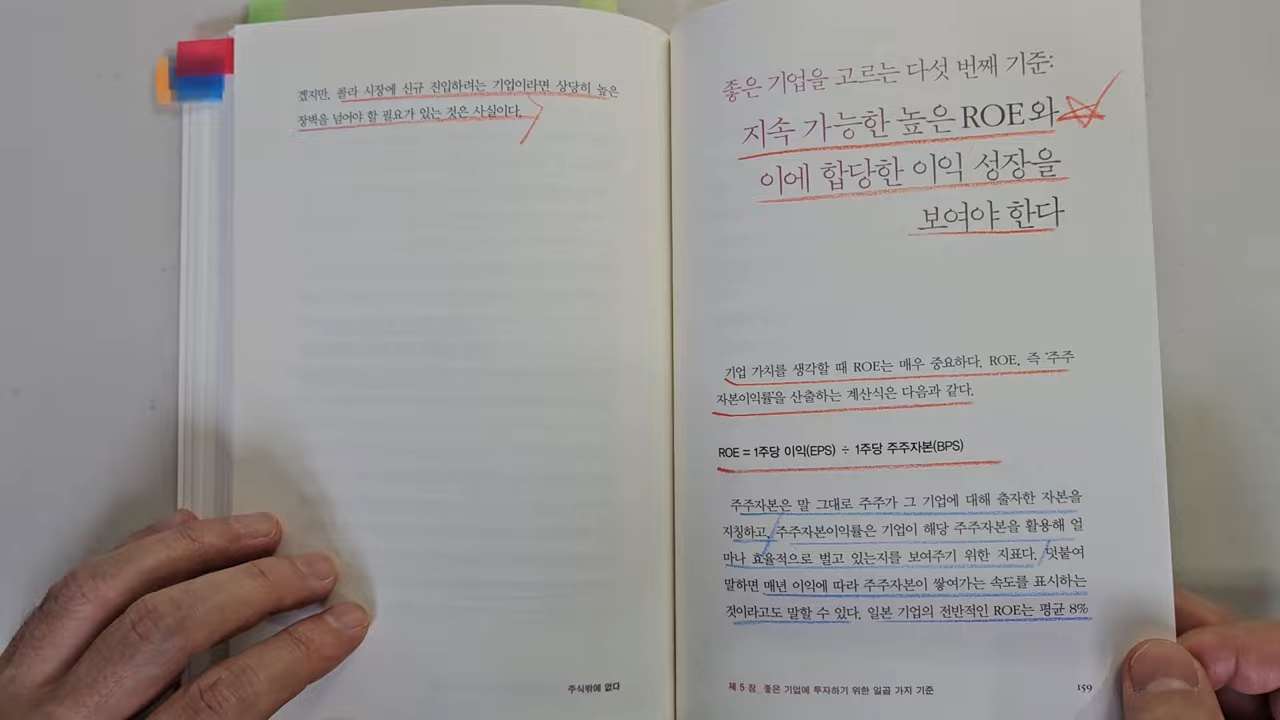 겠지만, 콜라 시장에 신규 진입하려는 기업이라면 상당히 높은
장벽을 넘어야 할 필요가 있는 것은 사실이다.
주식밖에 없다
좋은 기업을 고르는 다섯 번째 기준:
지속 가능한 높은 ROE와
이에 합당한 이익 성장을
보여야 한다
기업 가치를 생각할 때 ROE는 매우 중요하다. ROE, 즉 '주주
자본이익률'을 산출하는 계산식은 다음과 같다.
ROE = 1주당 이익(EPS) ÷ 1주당 주주자본(BPS)
주주자본은 말 그대로 주주가 그 기업에 대해 출자한 자본을
지칭하고, 주주자본이익률은 기업이 해당 주주자본을 활용해 얼
마나 효율적으로 벌고 있는지를 보여주기 위한 지표다. 덧붙여
말하면 매년 이익에 따라 주주자본이 쌓여가는 속도를 표시하는
것이라고도 말할 수 있다. 일본 기업의 전반적인 ROE는 평균 8%
제 5 장 좋은 기업에 투자하기 위한 일곱 가지 기준
159